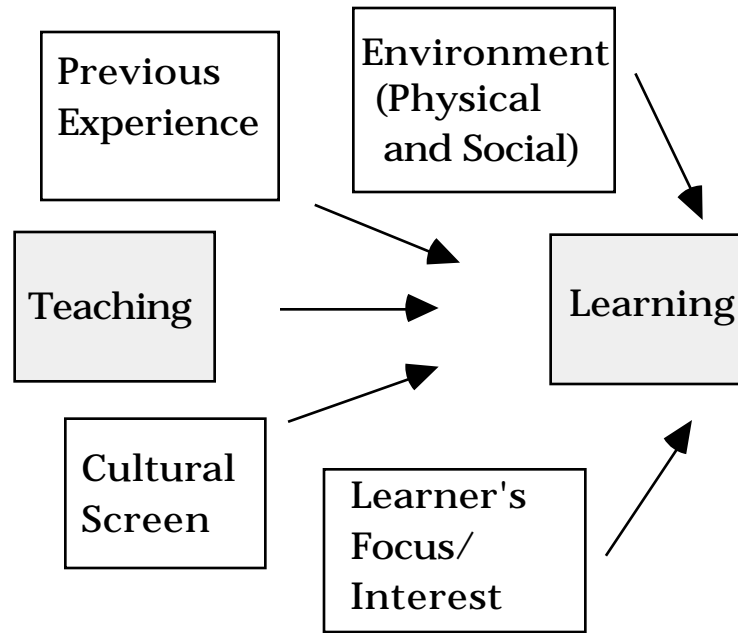 Previous
Experience
Environment
(Physical
and Social)
Teaching
Learning
Cultural
Screen
Learner's
Focus/
Interest